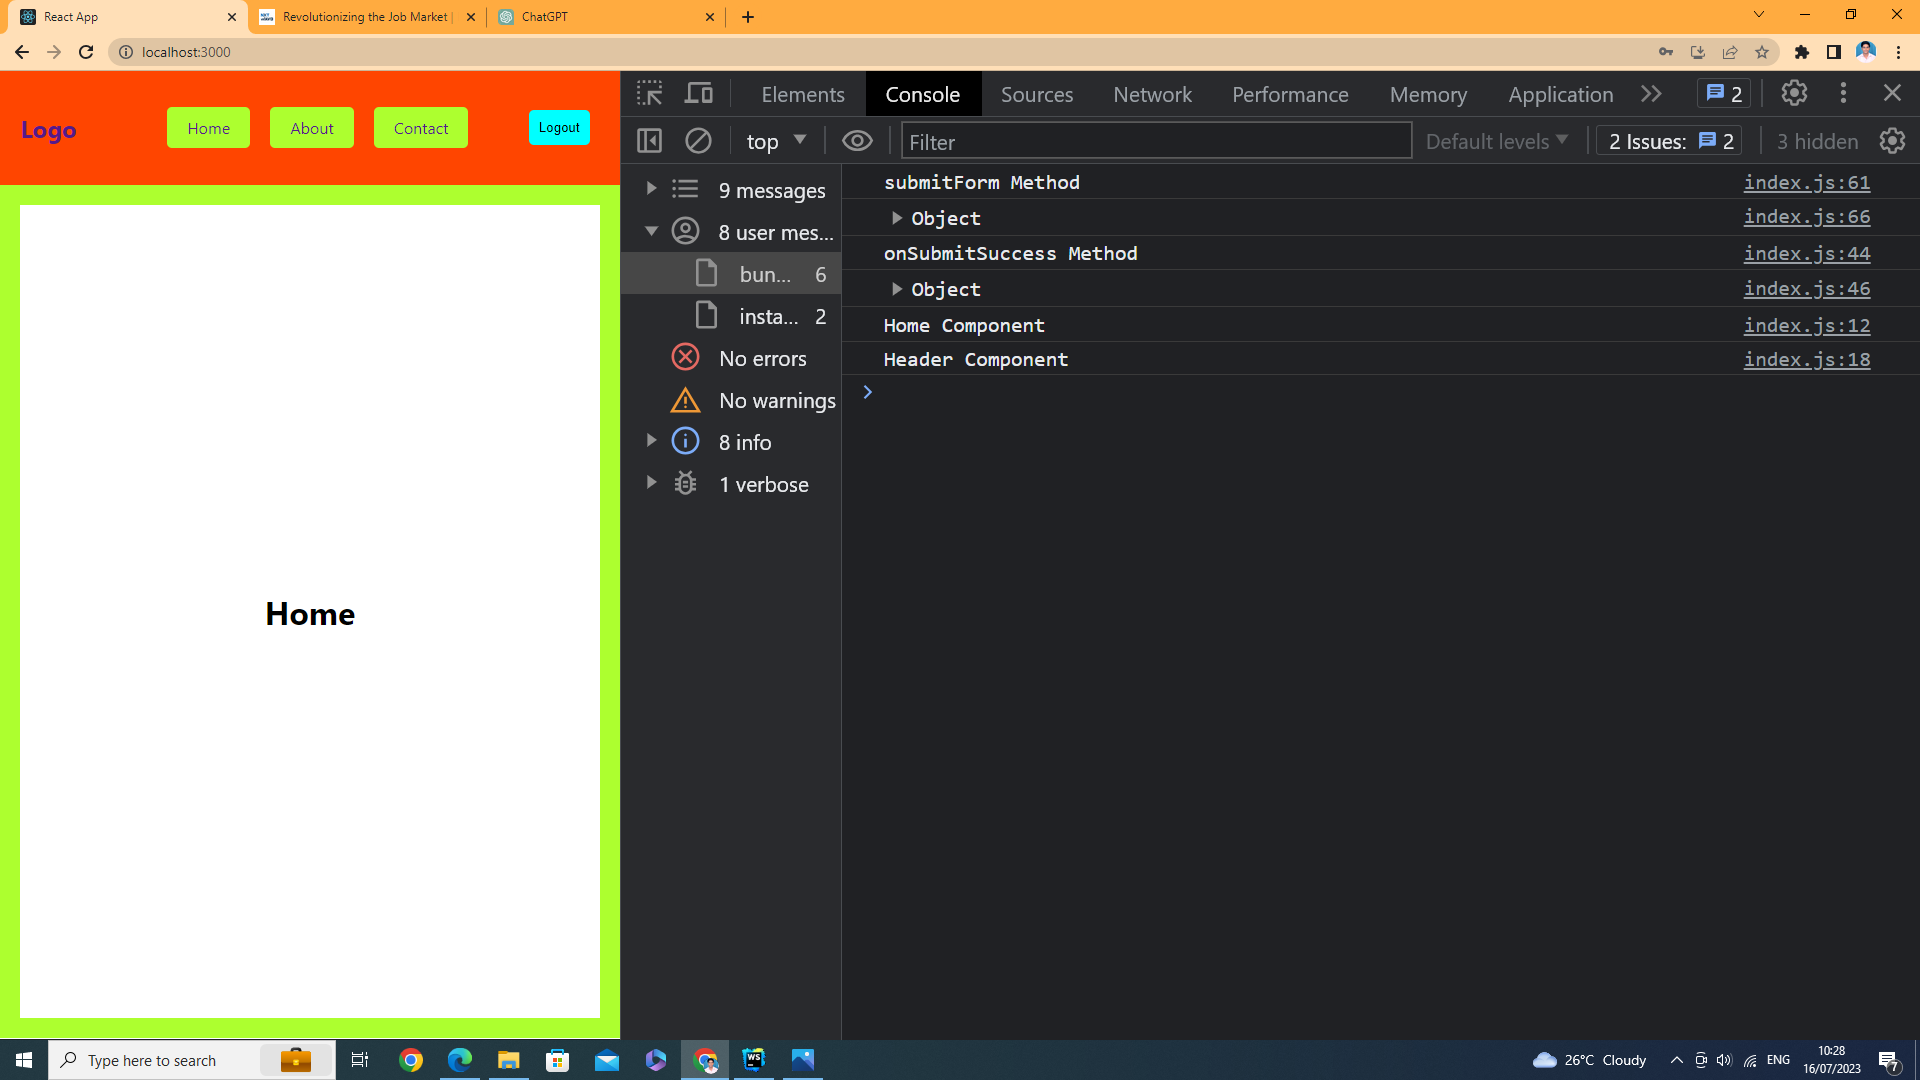 React App
Revolutionizing the Job Market |
ChatGPT
localhost:3000
Logo
Home
About
Contact
Logout
Home
Elements
Console
Sources
Network
Performance
Memory
Application
2
top
Filter
Default levels
2 Issues:
2
3 hidden
9 messages
8 user mes...
bun... 6
insta... 2
No errors
No warnings
8 info
1 verbose
submitForm Method index.js:61
Object index.js:66
onSubmitSuccess Method index.js:44
Object index.js:46
Home Component index.js:12
Header Component index.js:18
Type here to search
WS
26°C Cloudy
ENG
10:28
16/07/2023
7